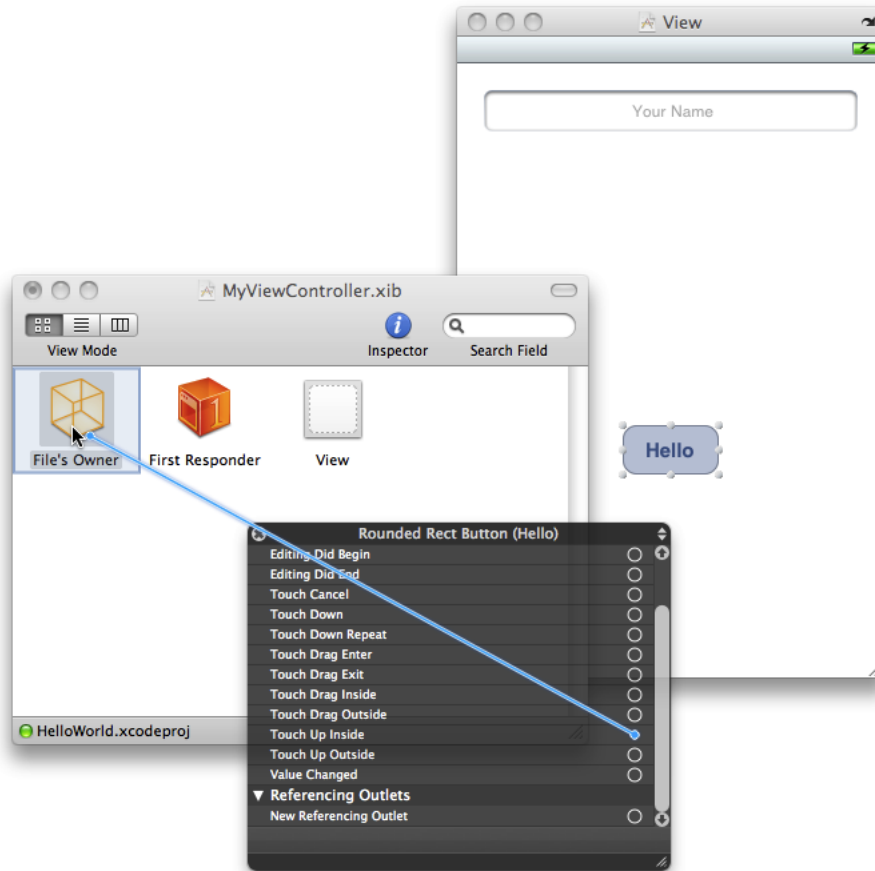 View
Your Name
MyViewController.xib
View Mode
Inspector
Search Field
1
File's Owner
First Responder
View
Hello
Rounded Rect Button (Hello)
Editing Did Begin
Editing Did End
Touch Cancel
Touch Down
Touch Down Repeat
Touch Drag Enter
Touch Drag Exit
Touch Drag Inside
Touch Drag Outside
Touch Up Inside
Touch Up Outside
Value Changed
Referencing Outlets
New Referencing Outlet
HelloWorld.xcodeproj